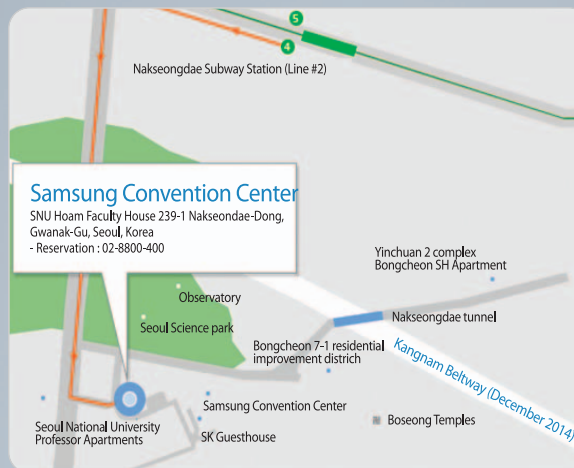 5
4
Nakseongdae Subway Station (Line #2)
Samsung Convention Center
SNU Hoam Faculty House 239-1 Nakseondae-Dong,
Gwanak-Gu, Seoul, Korea
- Reservation : 02-8800-400
Yinchuan 2 complex
Bongcheon SH Apartment
Observatory
Seoul Science park
Nakseongdae tunnel
Bongcheon 7-1 residential
improvement districh
Kangnam Beltway (December 2014)
Samsung Convention Center
Boseong Temples
Seoul National University
Professor Apartments
SK Guesthouse